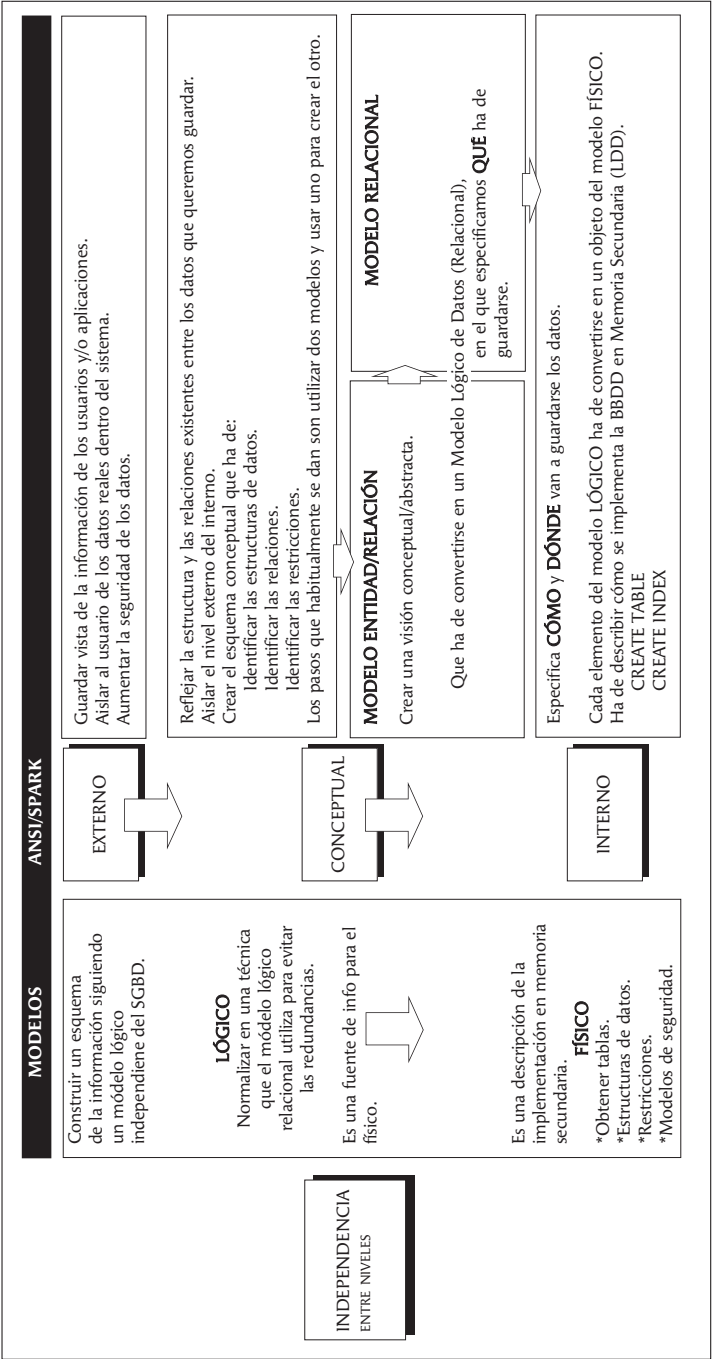 MODELOS
ANSI/SPARK
INDEPENDENCIA
ENTRE NIVELES
Construir un esquema
de la información siguiendo
un módelo lógico
independiene del SGBD.
LÓGICO
Normalizar en una técnica
que el módelo lógico
relacional utiliza para evitar
las redundancias.
Es una fuente de info para el
físico.
Es una descripción de la
implementación en memoria
secundaria.
FÍSICO
*Obtener tablas.
*Estructuras de datos.
*Restricciones.
*Modelos de seguridad.
EXTERNO
Guardar vista de la información de los usuarios y/o aplicaciones.
Aislar al usuario de los datos reales dentro del sistema.
Aumentar la seguridad de los datos.
CONCEPTUAL
Reflejar la estructura y las relaciones existentes entre los datos que queremos guardar.
Aislar el nivel externo del interno.
Crear el esquema conceptual que ha de:
Identificar las estructuras de datos.
Identificar las relaciones.
Identificar las restricciones.
Los pasos que habitualmente se dan son utilizar dos modelos y usar uno para crear el otro.
MODELO ENTIDAD/RELACIÓN
MODELO RELACIONAL
Crear una visión conceptual/abstracta.
Que ha de convertirse en un Modelo Lógico de Datos (Relacional),
en el que especificamos QUÉ ha de
guardarse.
INTERNO
Especifica CÓMO y DÓNDE van a guardarse los datos.
Cada elemento del modelo LÓGICO ha de convertirse en un objeto del modelo FÍSICO.
Ha de describir cómo se implementa la BBDD en Memoria Secundaria (LDD).
CREATE TABLE
CREATE INDEX